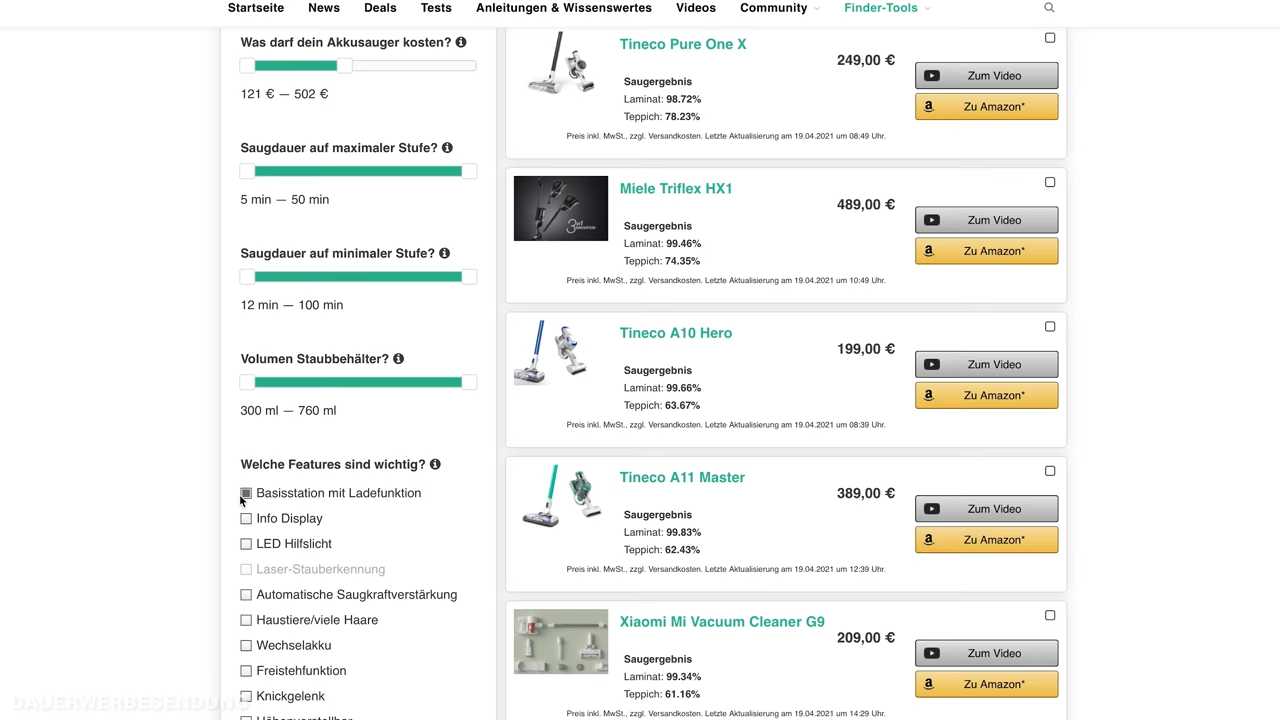 Startseite News Deals Tests Anleitungen & Wissenswertes Videos Community Finder-Tools
Was darf dein Akkusauger kosten?
121 € — 502 €
Saugdauer auf maximaler Stufe?
5 min — 50 min
Saugdauer auf minimaler Stufe?
12 min — 100 min
Volumen Staubbehälter?
300 ml — 760 ml
Welche Features sind wichtig?
Basisstation mit Ladefunktion
Info Display
LED Hilfslicht
Laser-Stauberkennung
Automatische Saugkraftverstärkung
Haustiere/viele Haare
Wechselakku
Freistehfunktion
Knickgelenk
Höhenverstellbar
Tineco Pure One X
249,00 €
Saugergebnis
Laminat: 98.72%
Teppich: 78.23%
Zum Video
Zu Amazon*
Preis inkl. MwSt., zzgl. Versandkosten. Letzte Aktualisierung am 19.04.2021 um 08:49 Uhr.
3in1
INNOVATION
Miele Triflex HX1
489,00 €
Saugergebnis
Laminat: 99.46%
Teppich: 74.35%
Zum Video
Zu Amazon*
Preis inkl. MwSt., zzgl. Versandkosten. Letzte Aktualisierung am 19.04.2021 um 10:49 Uhr.
Tineco A10 Hero
199,00 €
Saugergebnis
Laminat: 99.66%
Teppich: 63.67%
Zum Video
Zu Amazon*
Preis inkl. MwSt., zzgl. Versandkosten. Letzte Aktualisierung am 19.04.2021 um 08:39 Uhr.
Tineco A11 Master
389,00 €
Saugergebnis
Laminat: 99.83%
Teppich: 62.43%
Zum Video
Zu Amazon*
Preis inkl. MwSt., zzgl. Versandkosten. Letzte Aktualisierung am 19.04.2021 um 12:39 Uhr.
Xiaomi Mi Vacuum Cleaner G9
209,00 €
Saugergebnis
Laminat: 99.34%
Teppich: 61.16%
Zum Video
Zu Amazon*
Preis inkl. MwSt., zzgl. Versandkosten. Letzte Aktualisierung am 19.04.2021 um 14:29 Uhr.
DAUERWERBESENDUNG